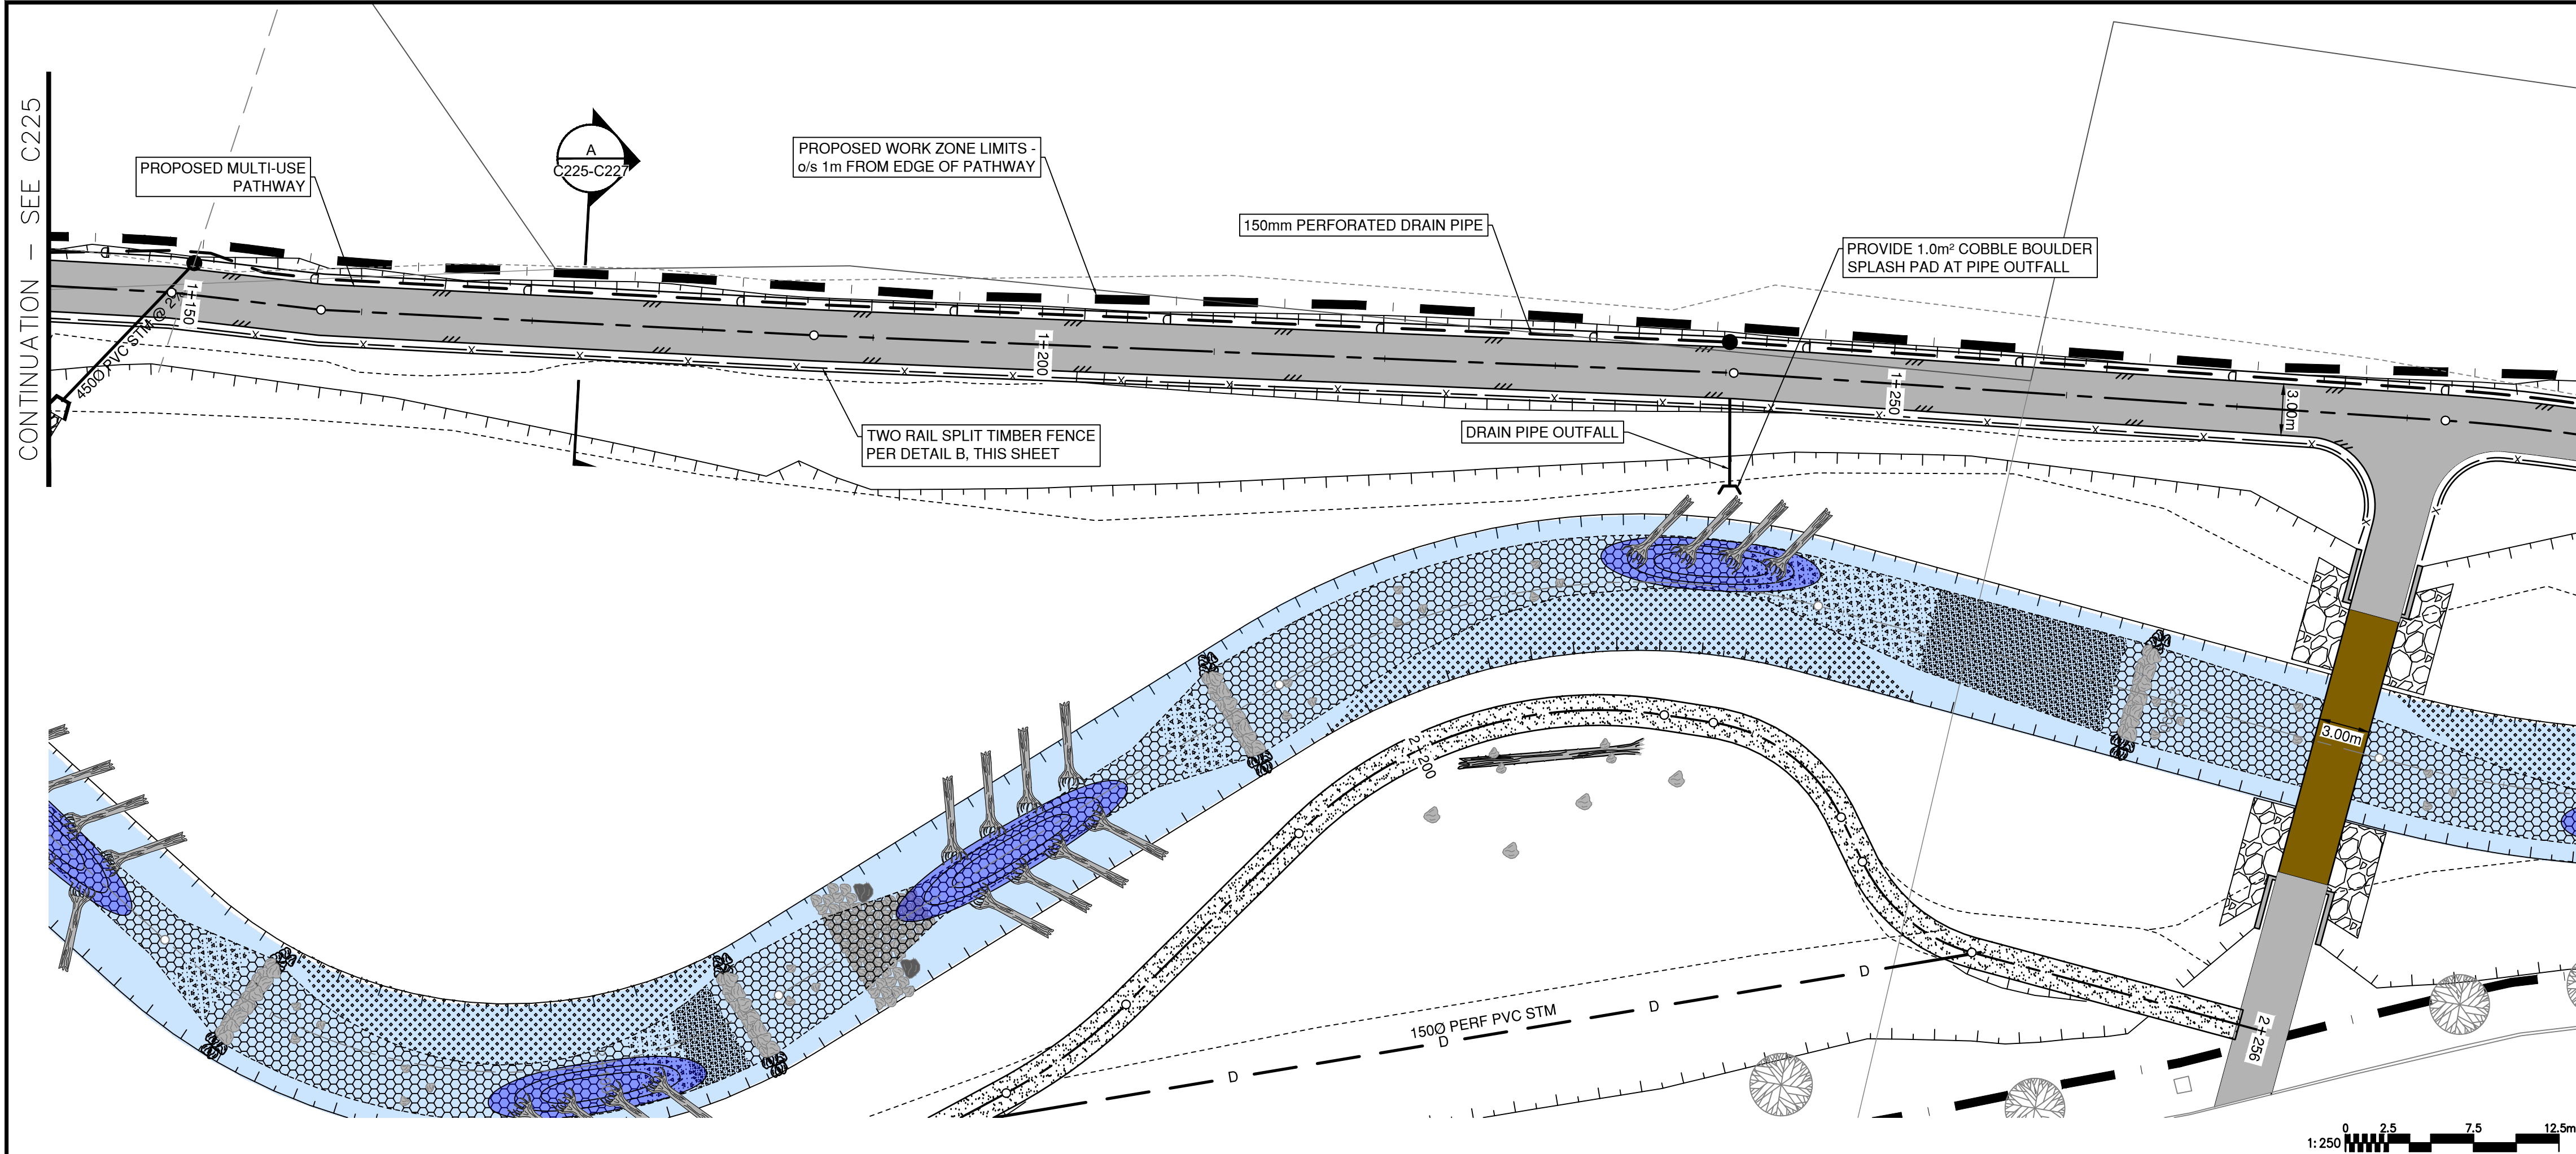 CONTINUATION — SEE C225
PROPOSED MULTI-USE
PATHWAY
A
C225-C227
PROPOSED WORK ZONE LIMITS -
o/s 1m FROM EDGE OF PATHWAY
150mm PERFORATED DRAIN PIPE
PROVIDE 1.0m² COBBLE BOULDER
SPLASH PAD AT PIPE OUTFALL
450Ø PVC STM @
1+150
1+200
1+250
3.00m
TWO RAIL SPLIT TIMBER FENCE
PER DETAIL B, THIS SHEET
DRAIN PIPE OUTFALL
3.00m
2+200
150Ø PERF PVC STM
D
D
D
D
2+256
1:250
0 2.5 7.5 12.5m